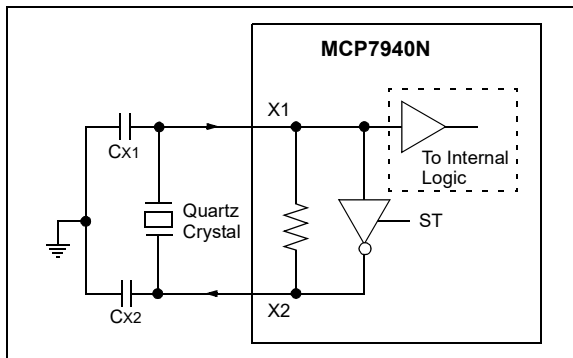 MCP7940N
X1
CX1
To Internal
Logic
Quartz
Crystal
ST
X2
CX2